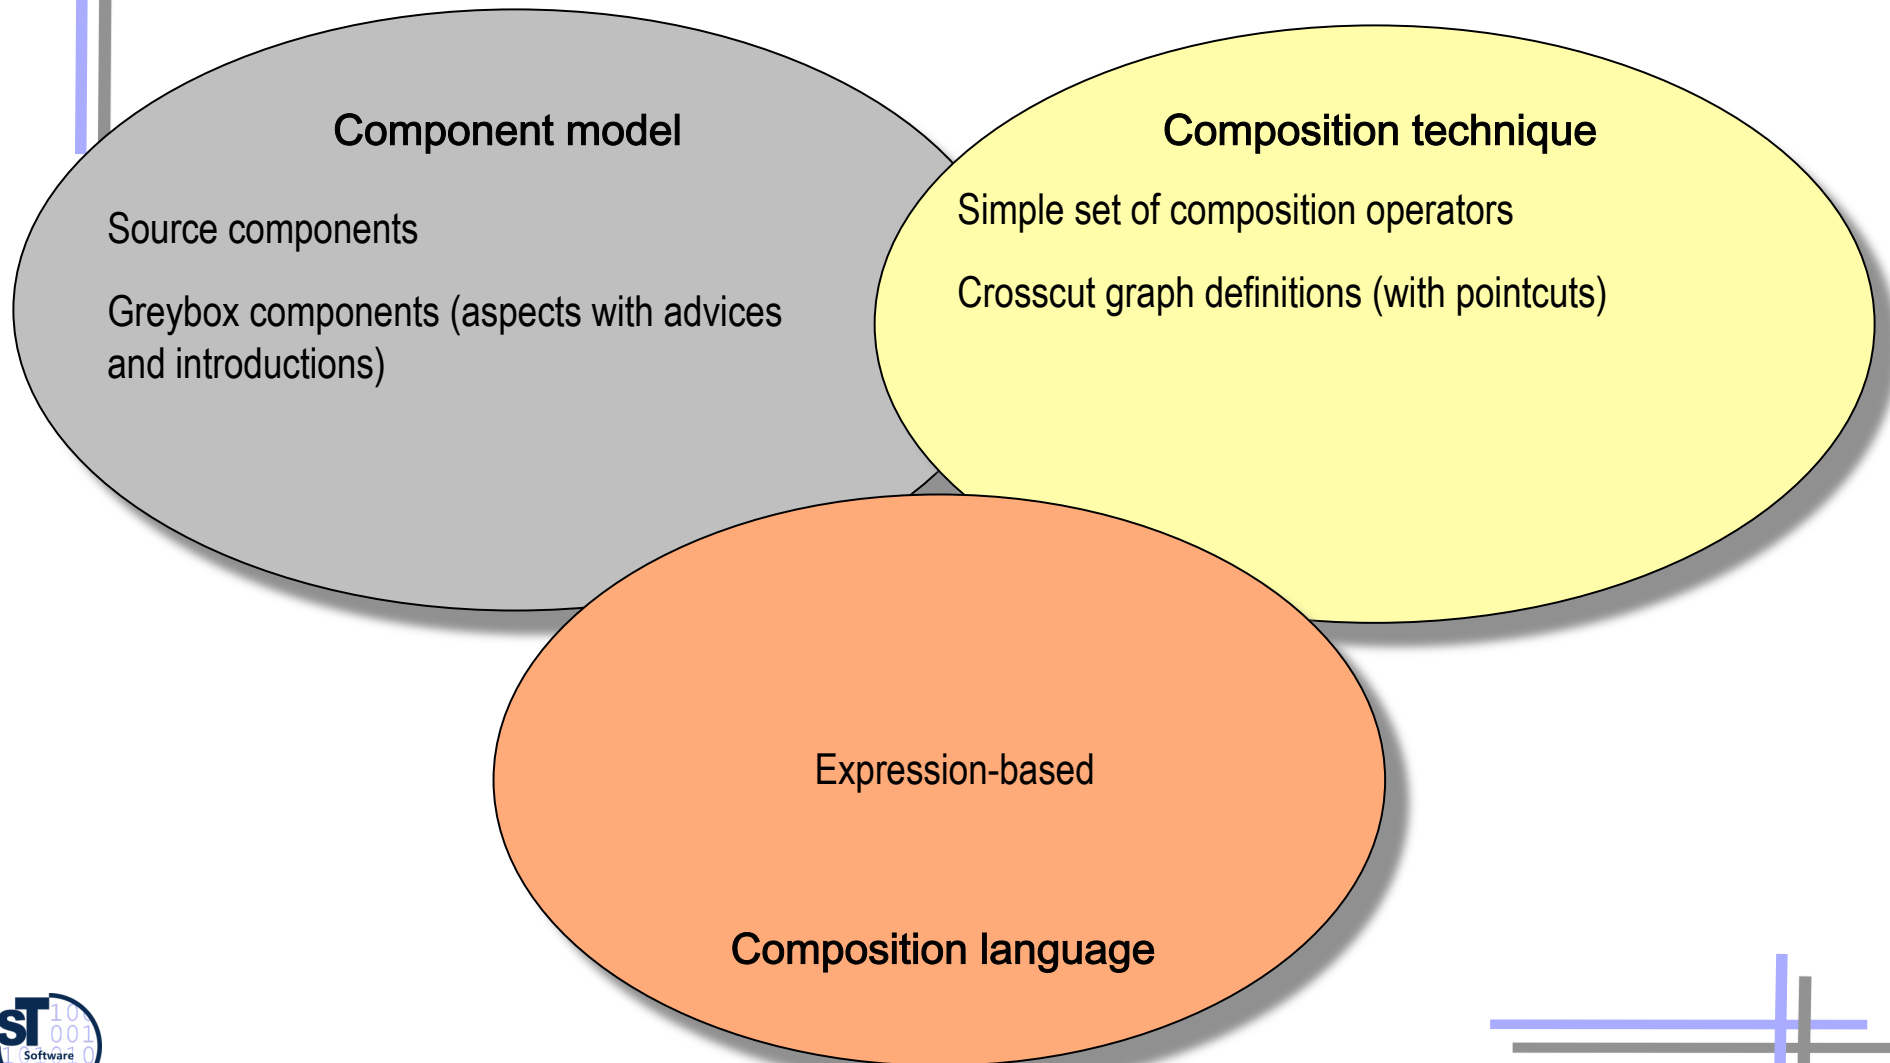 Component model
Source components
Greybox components (aspects with advices
and introductions)
Composition technique
Simple set of composition operators
Crosscut graph definitions (with pointcuts)
Expression-based
Composition language
ST
Software